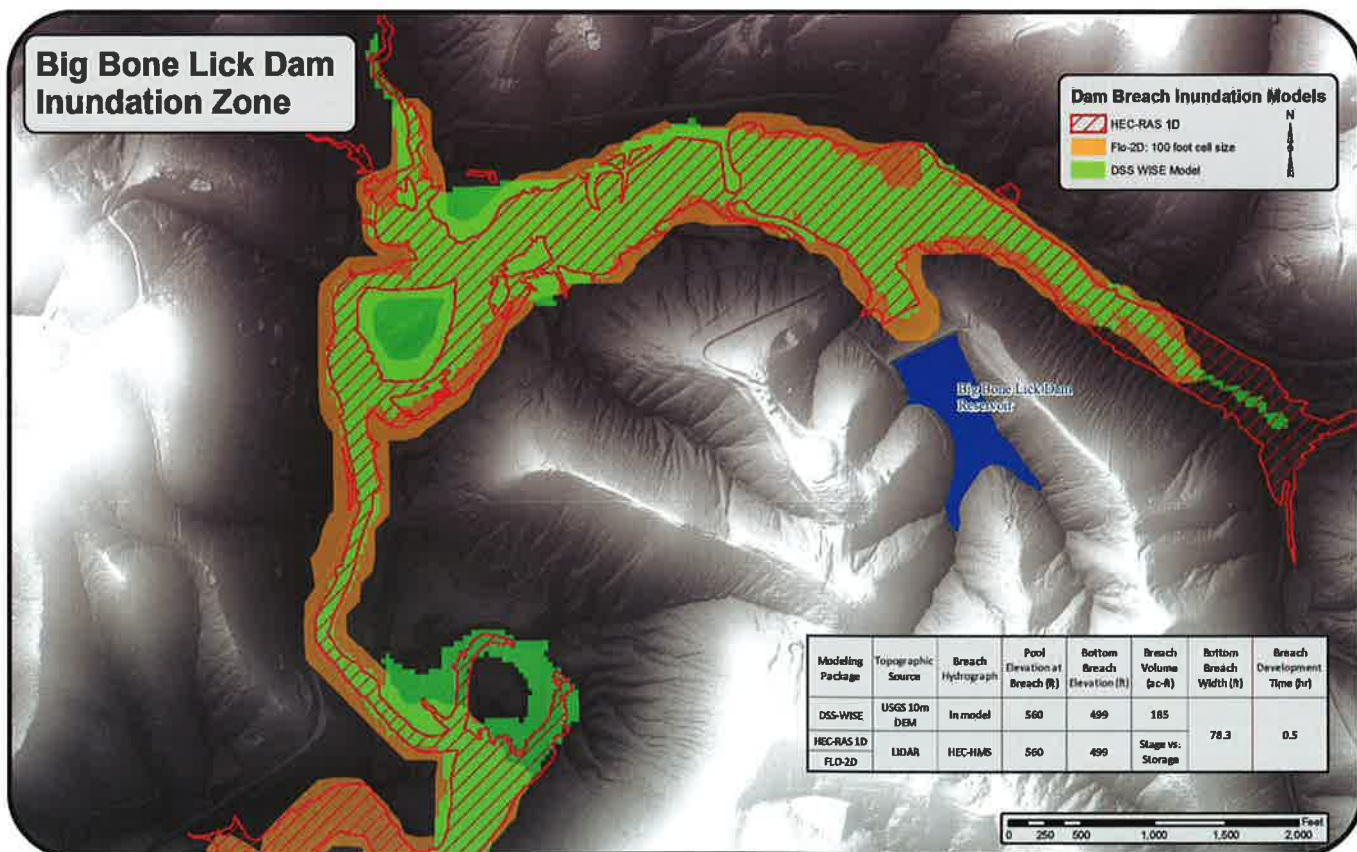 Big Bone Lick Dam
Inundation Zone
Dam Breach Inundation Models
N
HEC-RAS 1D
Flo-2D: 100 foot cell size
DSS WISE Model
Big Bone Lick Dam
Reservoir
Modeling Package Topographic Source Breach Hydrograph Pool Elevation at Breach (ft) Bottom Breach Elevation (ft) Breach Volume (ac-ft) Bottom Breach Width (ft) Breach Development Time (hr)
DSS-WISE USGS 10m DEM In model 560 499 185 78.3 0.5
HEC-RAS 1D LIDAR HEC-HMS 560 499 Stage vs. Storage
FLO-2D
Feet
0 250 500 1,000 1,500 2,000